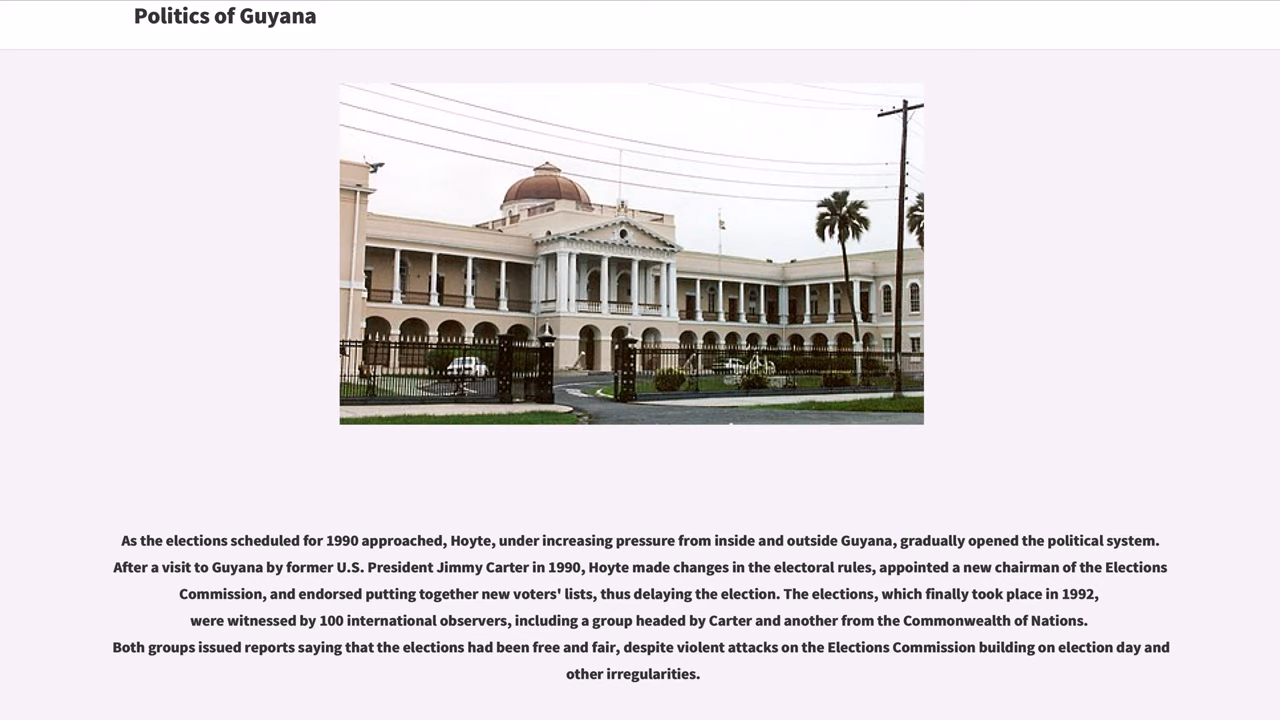 Politics of Guyana
As the elections scheduled for 1990 approached, Hoyte, under increasing pressure from inside and outside Guyana, gradually opened the political system.
After a visit to Guyana by former U.S. President Jimmy Carter in 1990, Hoyte made changes in the electoral rules, appointed a new chairman of the Elections
Commission, and endorsed putting together new voters' lists, thus delaying the election. The elections, which finally took place in 1992,
were witnessed by 100 international observers, including a group headed by Carter and another from the Commonwealth of Nations.
Both groups issued reports saying that the elections had been free and fair, despite violent attacks on the Elections Commission building on election day and
other irregularities.